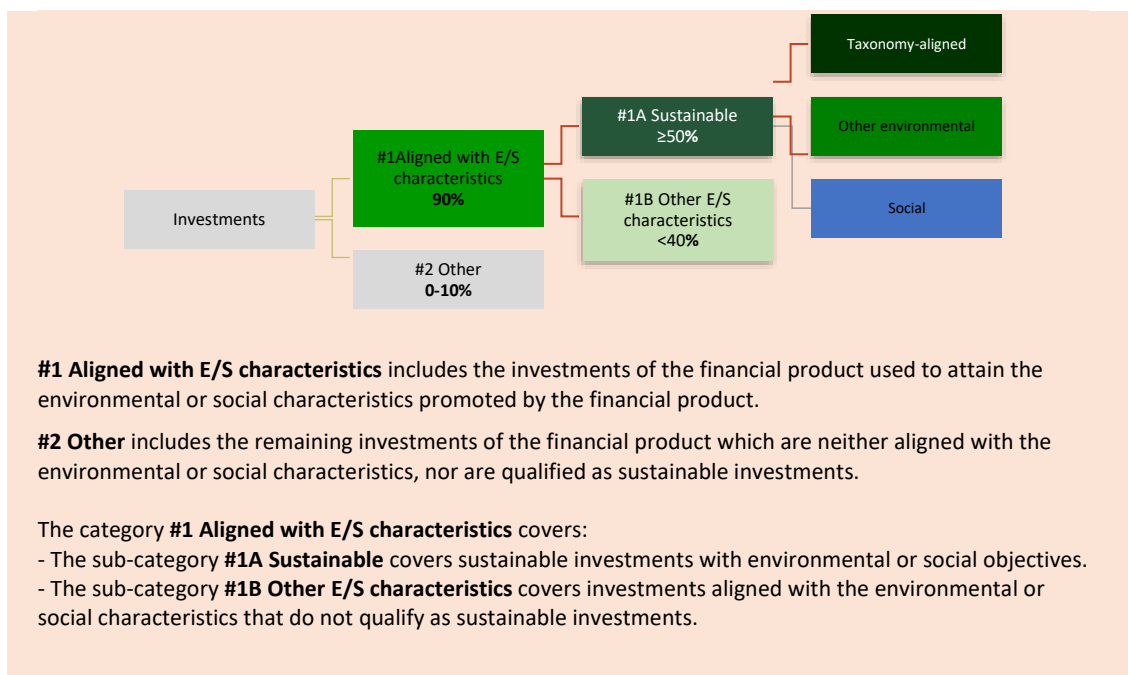 Taxonomy-aligned
#1A Sustainable
≥50%
Other environmental
#1Aligned with E/S
characteristics
90%
#1B Other E/S
characteristics
<40%
Social
Investments
#2 Other
0-10%
#1 Aligned with E/S characteristics includes the investments of the financial product used to attain the
environmental or social characteristics promoted by the financial product.
#2 Other includes the remaining investments of the financial product which are neither aligned with the
environmental or social characteristics, nor are qualified as sustainable investments.
The category #1 Aligned with E/S characteristics covers:
- The sub-category #1A Sustainable covers sustainable investments with environmental or social objectives.
- The sub-category #1B Other E/S characteristics covers investments aligned with the environmental or
social characteristics that do not qualify as sustainable investments.